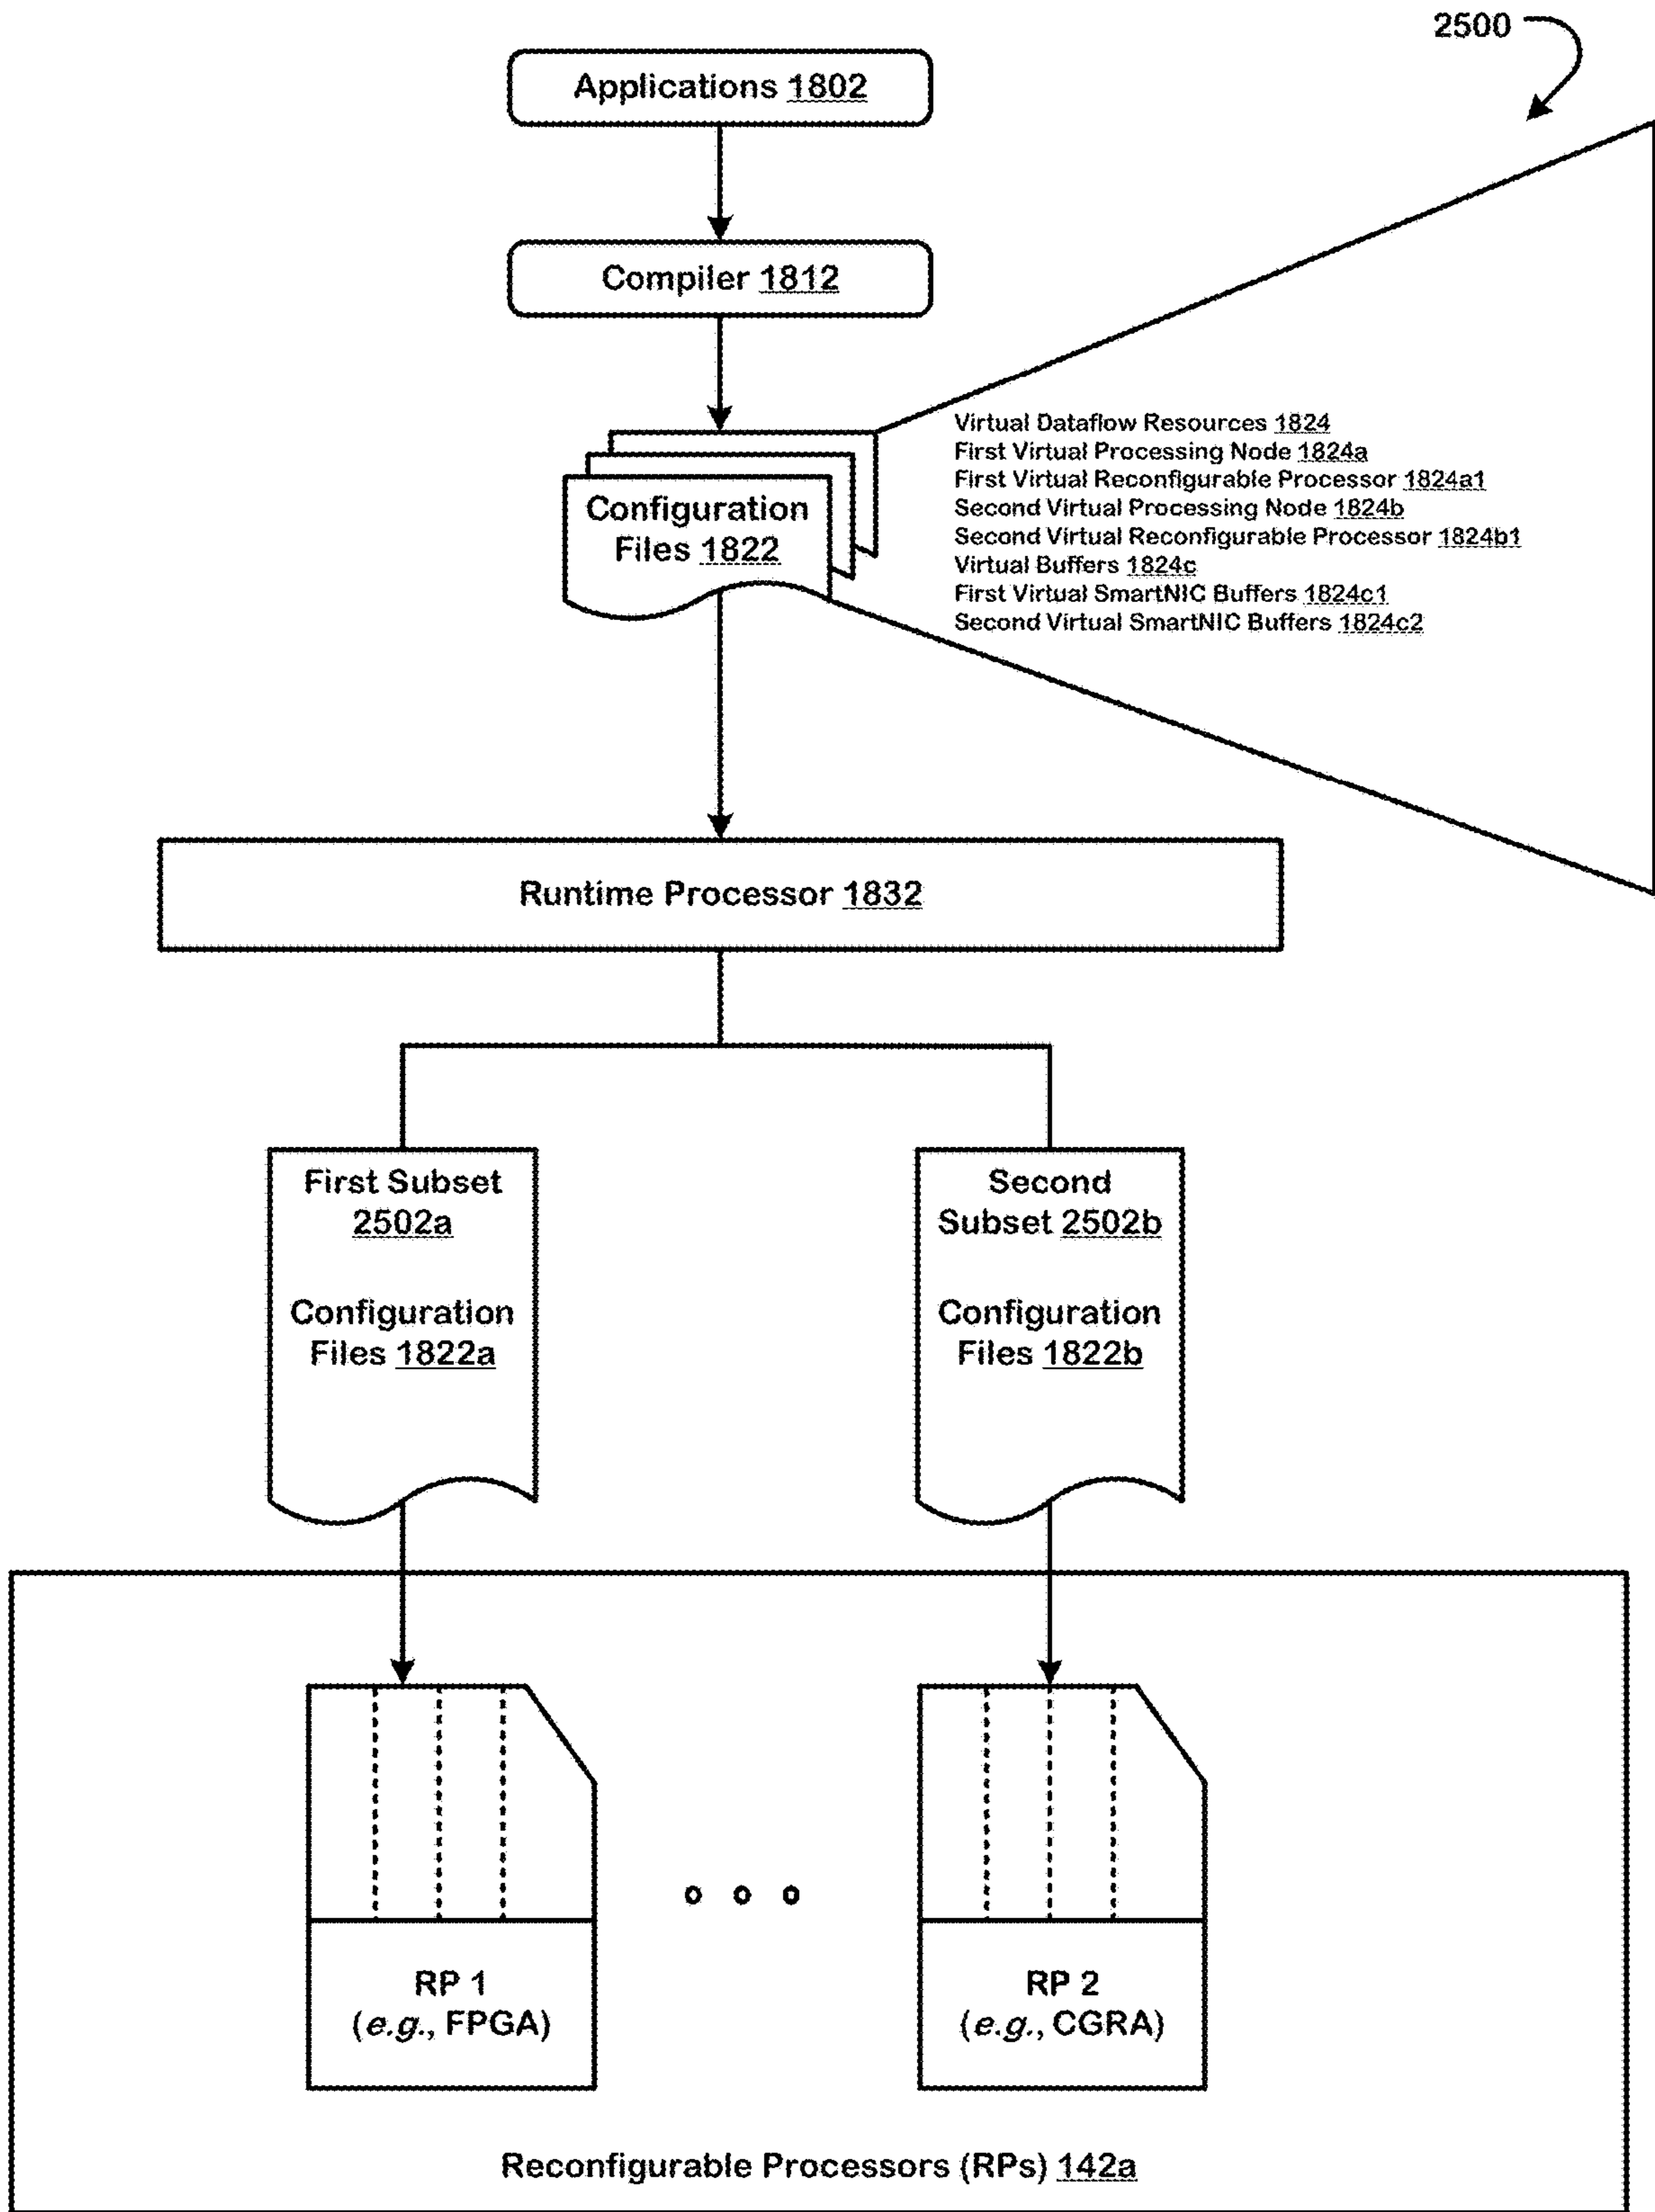 2500
Applications 1802
Compiler 1812
Virtual Dataflow Resources 1824
First Virtual Processing Node 1824a
First Virtual Reconfigurable Processor 1824a1
Second Virtual Processing Node 1824b
Second Virtual Reconfigurable Processor 1824b1
Virtual Buffers 1824c
First Virtual SmartNIC Buffers 1824c1
Second Virtual SmartNIC Buffers 1824c2
Configuration
Files 1822
Runtime Processor 1832
First Subset
2502a
Configuration
Files 1822a
Second
Subset 2502b
Configuration
Files 1822b
RP 1
(e.g., FPGA)
RP 2
(e.g., CGRA)
Reconfigurable Processors (RPs) 142a